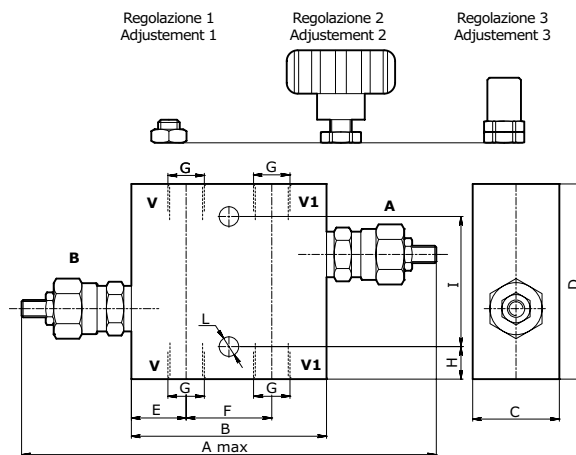 Regolazione 1
Adjustement 1
Regolazione 2
Adjustement 2
Regolazione 3
Adjustement 3
G
G
V
V1
A
B
I
D
L
H
V
V1
G
G
E
F
C
B
A max